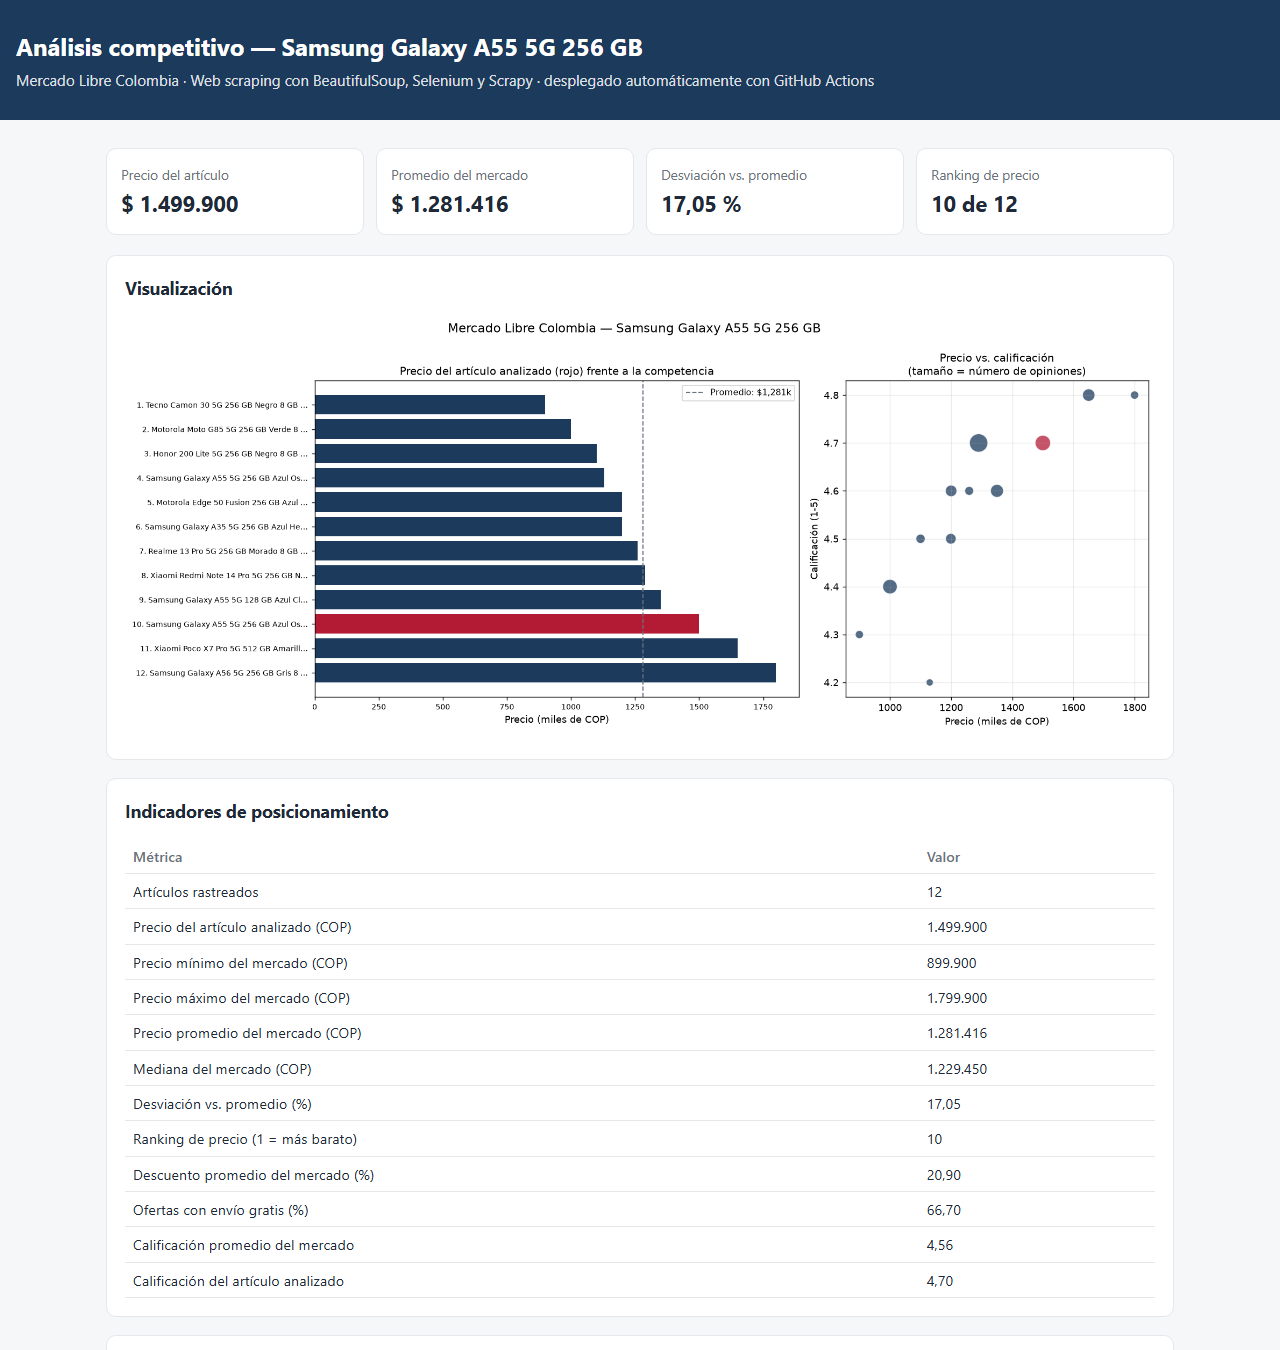 Análisis competitivo — Samsung Galaxy A55 5G 256 GB
Mercado Libre Colombia · Web scraping con BeautifulSoup, Selenium y Scrapy · desplegado automáticamente con GitHub Actions
Precio del artículo
$ 1.499.900
Promedio del mercado
$ 1.281.416
Desviación vs. promedio
17,05 %
Ranking de precio
10 de 12
Visualización
Mercado Libre Colombia — Samsung Galaxy A55 5G 256 GB
Precio del artículo analizado (rojo) frente a la competencia
Promedio: $1,281k
1. Tecno Camon 30 5G 256 GB Negro 8 GB ...
2. Motorola Moto G85 5G 256 GB Verde 8 ...
3. Honor 200 Lite 5G 256 GB Negro 8 GB ...
4. Samsung Galaxy A55 5G 256 GB Azul Os...
5. Motorola Edge 50 Fusion 256 GB Azul ...
6. Samsung Galaxy A35 5G 256 GB Azul He...
7. Realme 13 Pro 5G 256 GB Morado 8 GB ...
8. Xiaomi Redmi Note 14 Pro 5G 256 GB N...
9. Samsung Galaxy A55 5G 128 GB Azul Cl...
10. Samsung Galaxy A55 5G 256 GB Azul Os...
11. Xiaomi Poco X7 Pro 5G 512 GB Amarill...
12. Samsung Galaxy A56 5G 256 GB Gris 8 ...
0 250 500 750 1000 1250 1500 1750
Precio (miles de COP)
Precio vs. calificación
(tamaño = número de opiniones)
Calificación (1-5)
4.8
4.7
4.6
4.5
4.4
4.3
4.2
1000 1200 1400 1600 1800
Precio (miles de COP)
Indicadores de posicionamiento
Métrica Valor
Artículos rastreados 12
Precio del artículo analizado (COP) 1.499.900
Precio mínimo del mercado (COP) 899.900
Precio máximo del mercado (COP) 1.799.900
Precio promedio del mercado (COP) 1.281.416
Mediana del mercado (COP) 1.229.450
Desviación vs. promedio (%) 17,05
Ranking de precio (1 = más barato) 10
Descuento promedio del mercado (%) 20,90
Ofertas con envío gratis (%) 66,70
Calificación promedio del mercado 4,56
Calificación del artículo analizado 4,70